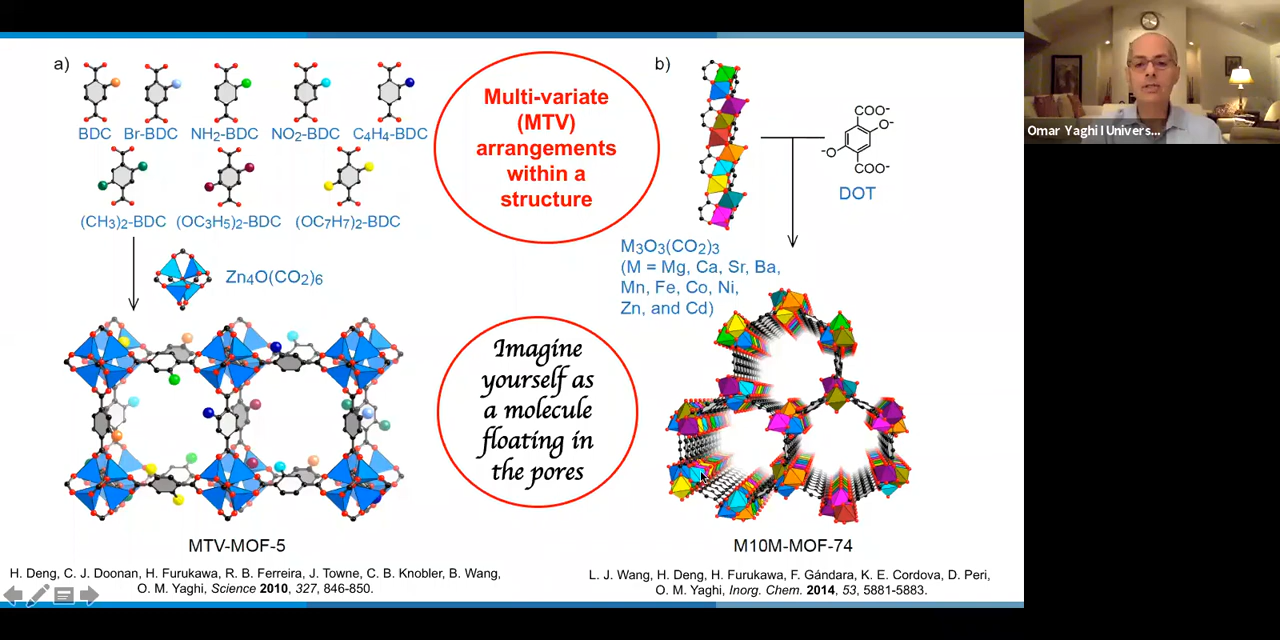 a)
BDC Br-BDC NH2-BDC NO2-BDC C4H4-BDC
(CH3)2-BDC (OC3H5)2-BDC (OC7H7)2-BDC
Zn4O(CO2)6
MTV-MOF-5
H. Deng, C. J. Doonan, H. Furukawa, R. B. Ferreira, J. Towne, C. B. Knobler, B. Wang,
O. M. Yaghi, Science 2010, 327, 846-850.
Multi-variate
(MTV)
arrangements
within a
structure
Imagine
yourself as
a molecule
floating in
the pores
b)
COO-
O-
-O
COO-
DOT
M3O3(CO2)3
(M = Mg, Ca, Sr, Ba,
Mn, Fe, Co, Ni,
Zn, and Cd)
M10M-MOF-74
L. J. Wang, H. Deng, H. Furukawa, F. Gándara, K. E. Cordova, D. Peri,
O. M. Yaghi, Inorg. Chem. 2014, 53, 5881-5883.
Omar Yaghi I Univers...